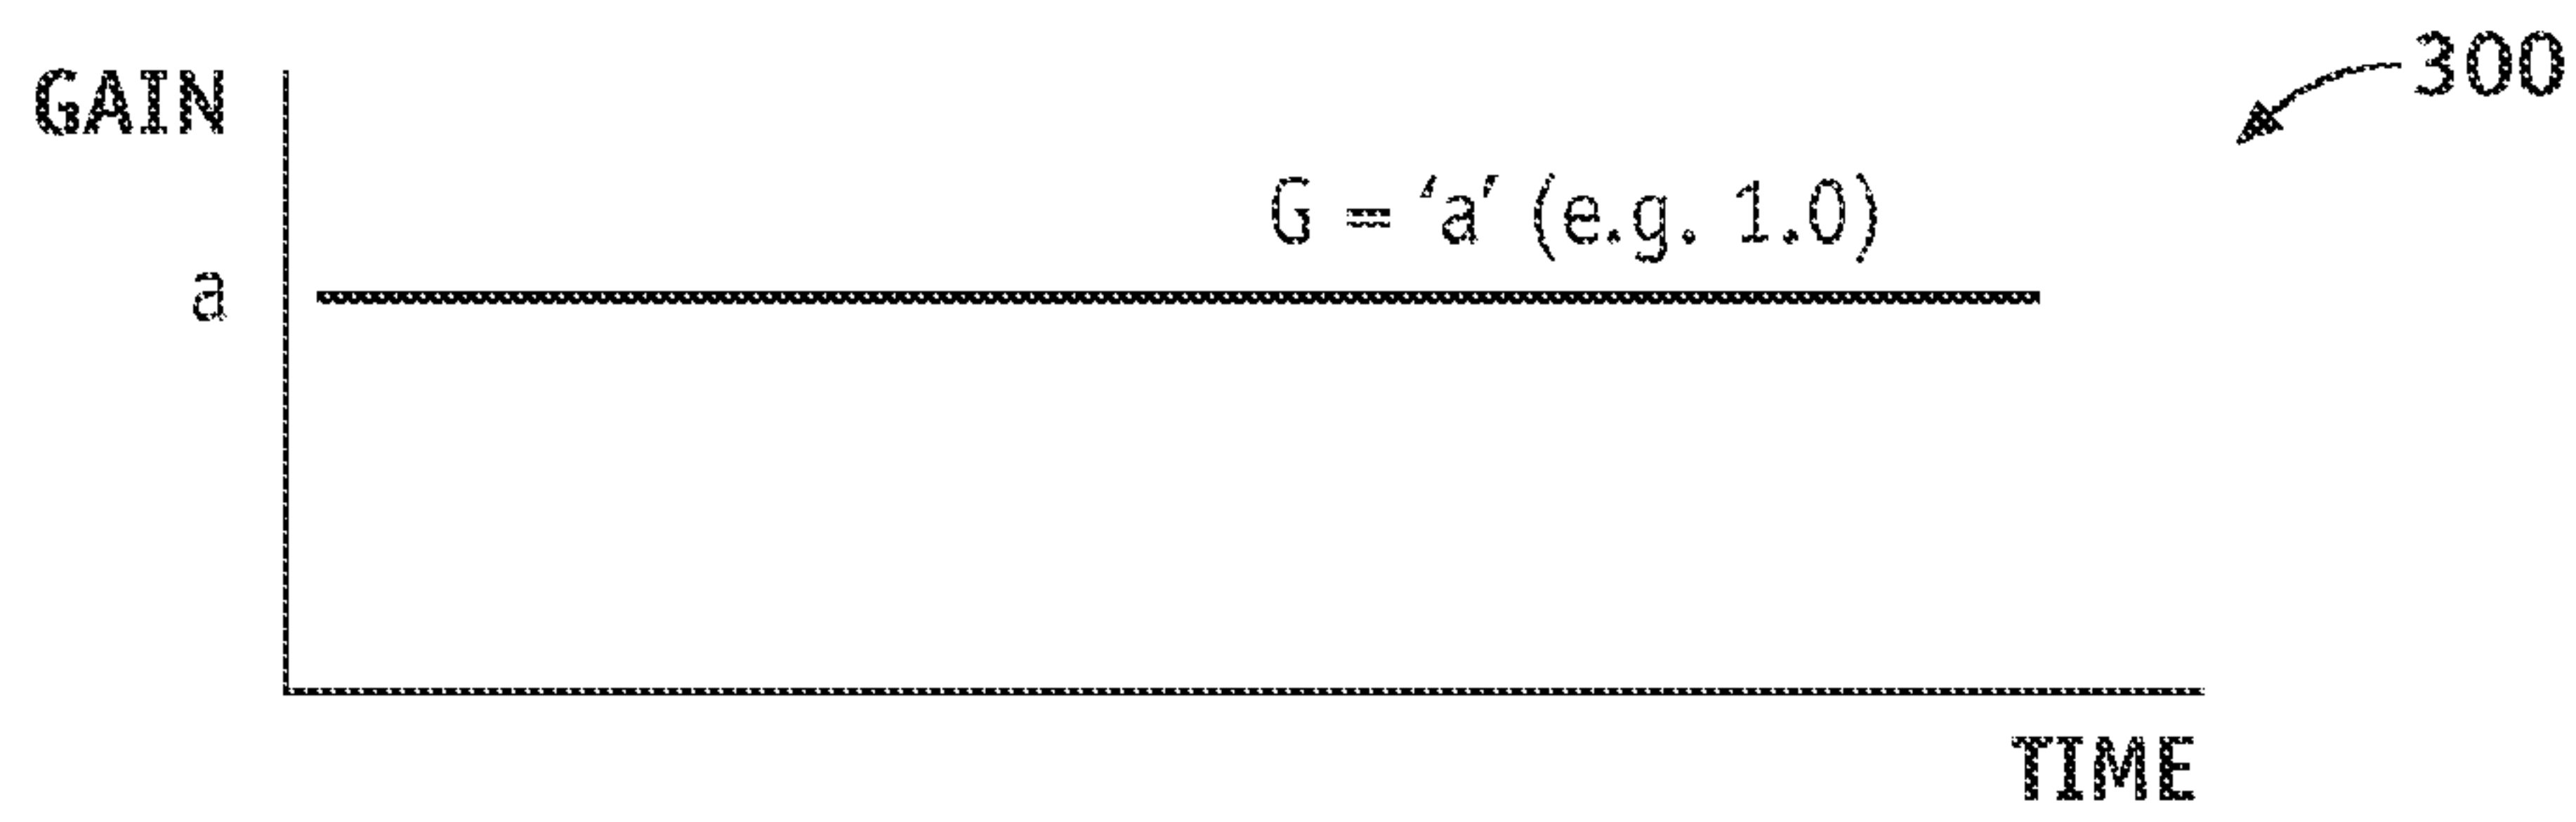 300
GAIN
G = ‘a’ (e.g. 1.0)
a
TIME